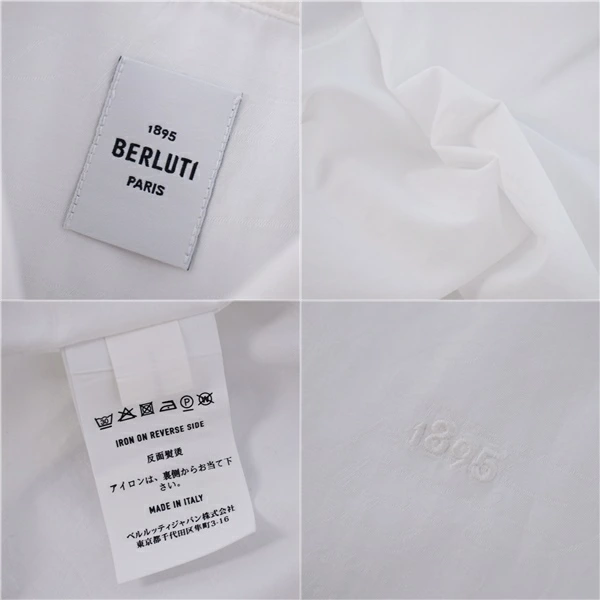 1895
BERLUTI
PARIS
30 P W
IRON ON REVERSE SIDE
反面熨烫
アイロンは、裏側からお当て下
さい。
MADE IN ITALY
ベルルッティジャパン株式会社
東京都千代田区隼町3-16
1895